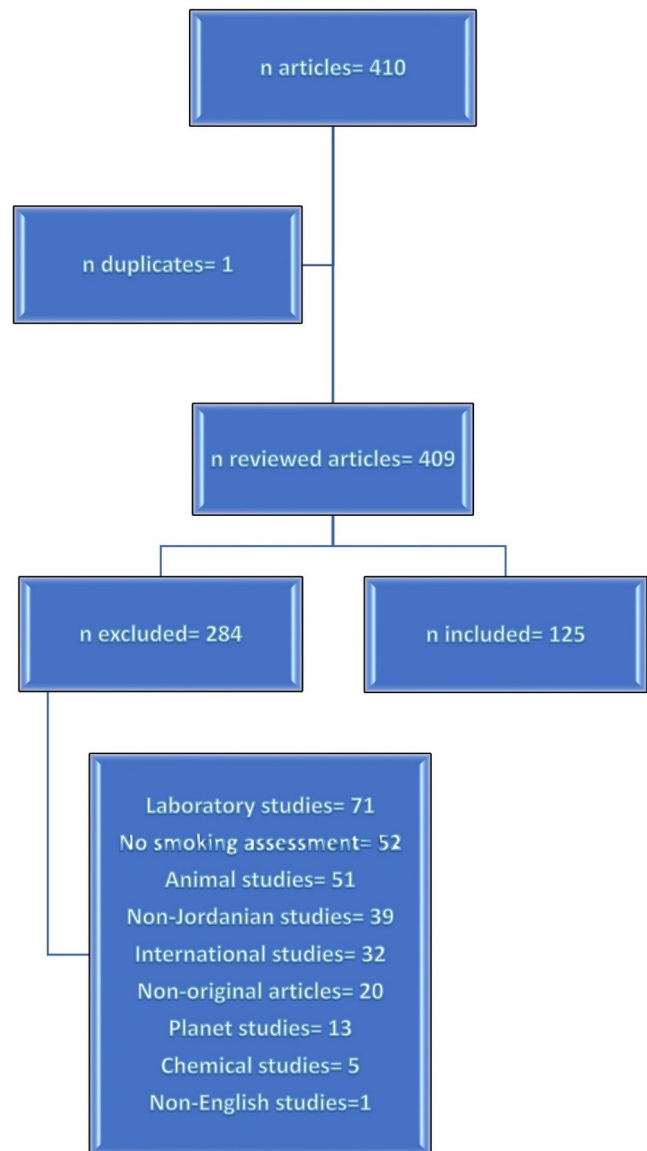 n articles= 410
n duplicates= 1
n reviewed articles= 409
n excluded= 284
n included= 125
Laboratory studies= 71
No smoking assessment= 52
Animal studies= 51
Non-Jordanian studies= 39
International studies= 32
Non-original articles= 20
Planet studies= 13
Chemical studies= 5
Non-English studies=1